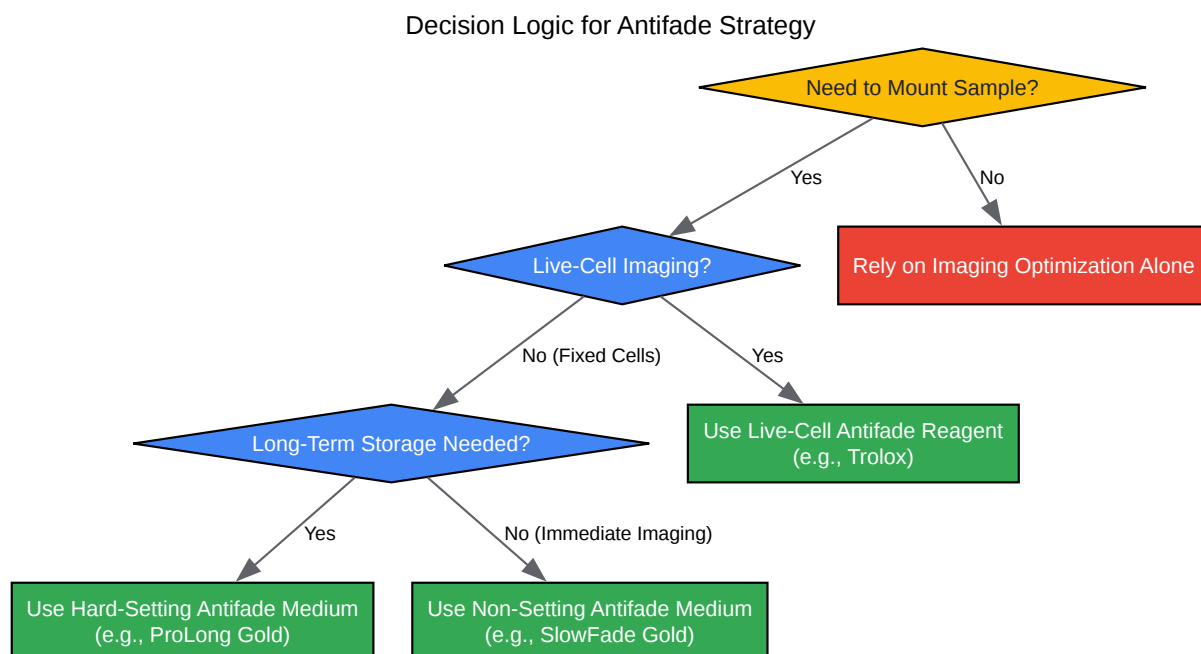 Decision Logic for Antifade Strategy
Need to Mount Sample?
Yes
No
Live-Cell Imaging?
Rely on Imaging Optimization Alone
No (Fixed Cells)
Yes
Long-Term Storage Needed?
Use Live-Cell Antifade Reagent
(e.g., Trolox)
Yes
No (Immediate Imaging)
Use Hard-Setting Antifade Medium
(e.g., ProLong Gold)
Use Non-Setting Antifade Medium
(e.g., SlowFade Gold)